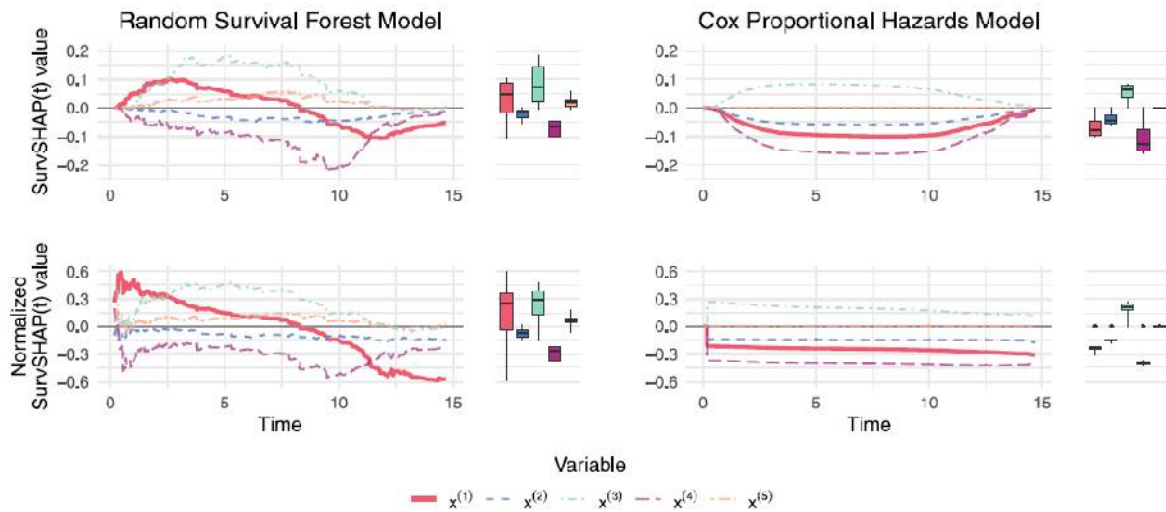 Random Survival Forest Model
Cox Proportional Hazards Model
SurvSHAP(t) value
0.2
0.1
0.0
−0.1
−0.2
0 5 10 15
0.2
0.1
0.0
−0.1
−0.2
0 5 10 15
Normalized
SurvSHAP(t) value
0.6
0.3
0.0
−0.3
−0.6
0 5 10 15
Time
0.6
0.3
0.0
−0.3
−0.6
0 5 10 15
Time
Variable
x⁽¹⁾ x⁽²⁾ x⁽³⁾ x⁽⁴⁾ x⁽⁵⁾